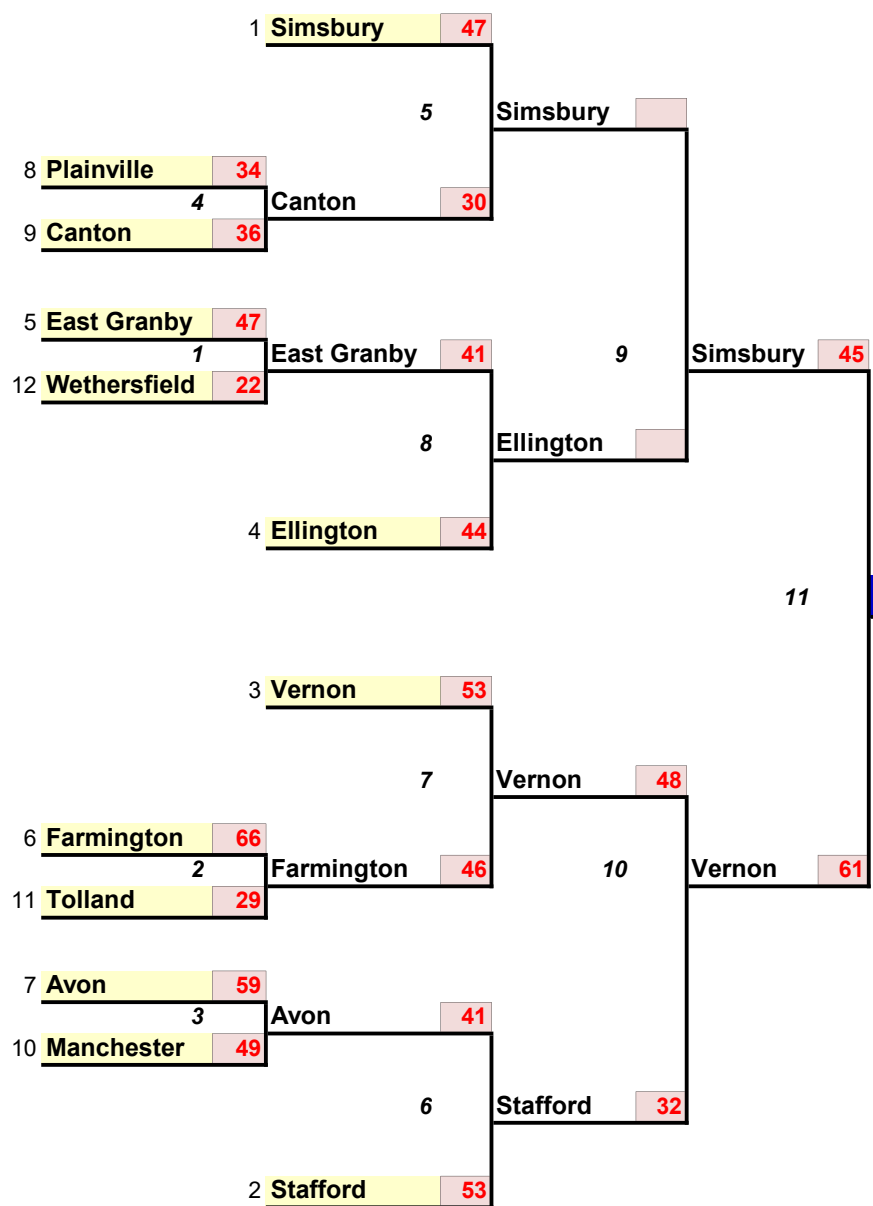 1 Simsbury 47
5 Simsbury
8 Plainville 34
4 Canton 30
9 Canton 36
5 East Granby 47
1 East Granby 41 9 Simsbury 45
12 Wethersfield 22
8 Ellington
4 Ellington 44
11
3 Vernon 53
7 Vernon 48
6 Farmington 66
2 Farmington 46 10 Vernon 61
11 Tolland 29
7 Avon 59
3 Avon 41
10 Manchester 49
6 Stafford 32
2 Stafford 53